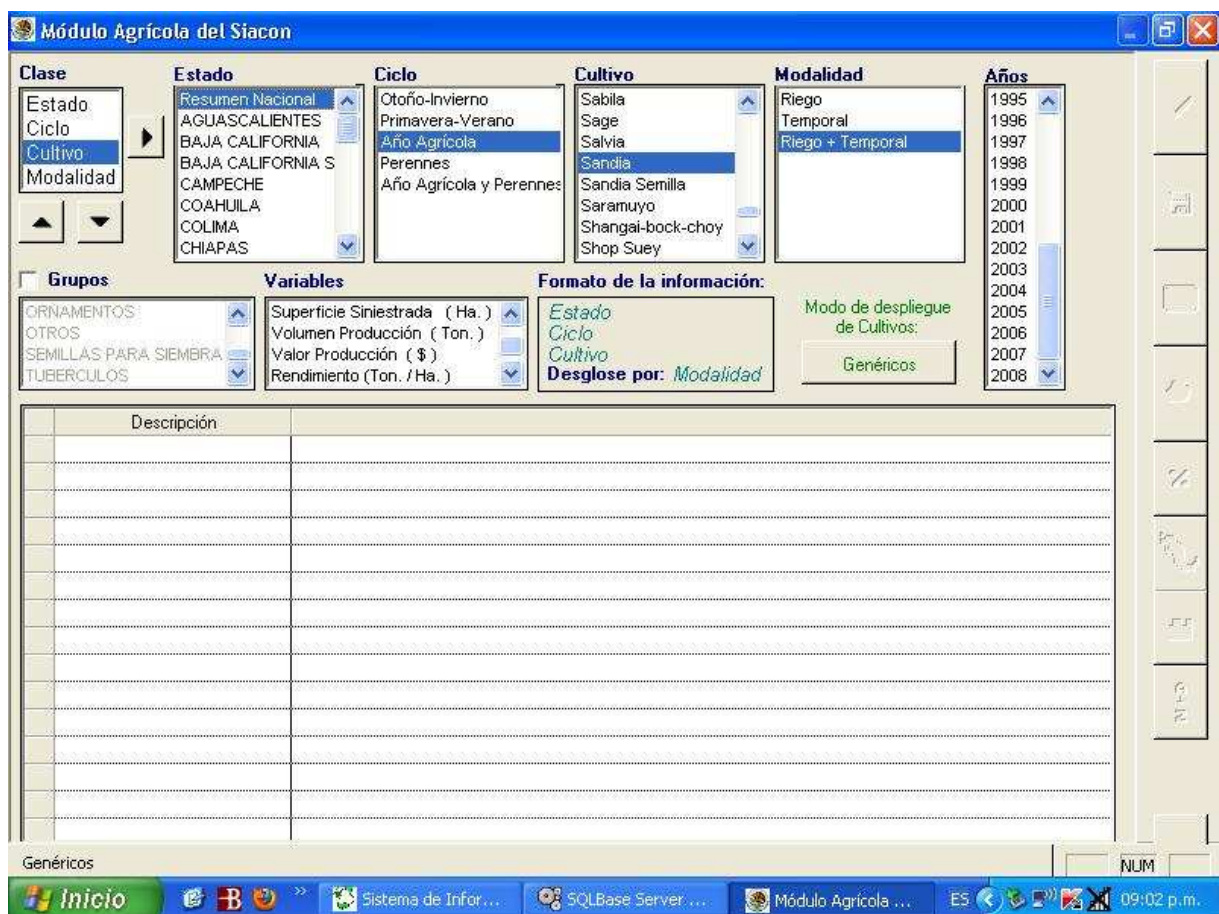 Módulo Agrícola del Siacon
Clase
Estado
Ciclo
Cultivo
Modalidad
Estado
Resumen Nacional
AGUASCALIENTES
BAJA CALIFORNIA
BAJA CALIFORNIA S
CAMPECHE
COAHUILA
COLIMA
CHIAPAS
Ciclo
Otoño-Invierno
Primavera-Verano
Año Agrícola
Perennes
Año Agrícola y Perennes
Cultivo
Sabila
Sage
Salvia
Sandia
Sandia Semilla
Saramuyo
Shangai-bock-choy
Shop Suey
Modalidad
Riego
Temporal
Riego + Temporal
Años
1995
1996
1997
1998
1999
2000
2001
2002
2003
2004
2005
2006
2007
2008
Grupos
ORNAMENTOS
OTROS
SEMILLAS PARA SIEMBRA
TUBERCULOS
Variables
Superficie Siniestrada ( Ha. )
Volumen Producción ( Ton. )
Valor Producción ( $ )
Rendimiento (Ton. / Ha. )
Formato de la información:
Estado
Ciclo
Cultivo
Desglose por: Modalidad
Modo de despliegue
de Cultivos:
Genéricos
Descripción
Genéricos
NUM
Inicio
Sistema de Infor...
SQLBase Server ...
Módulo Agrícola ...
ES
09:02 p.m.